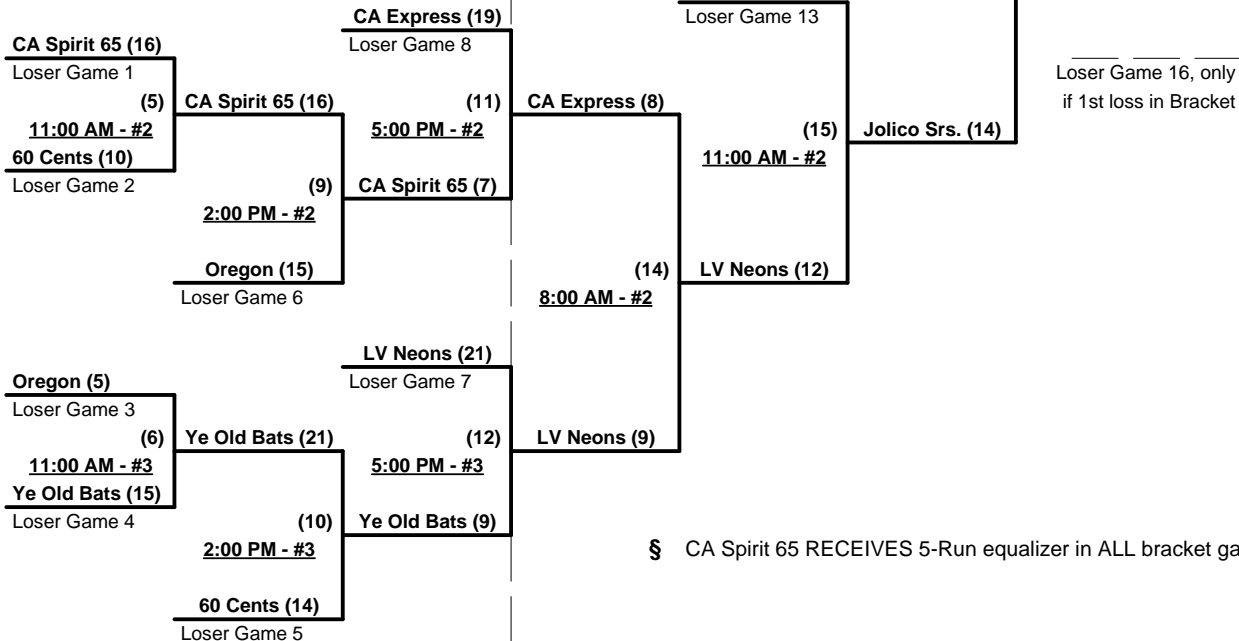 CA Express (19)
Loser Game 8
Loser Game 13
CA Spirit 65 (16)
Loser Game 1
Loser Game 16, only
if 1st loss in Bracket
(5)
CA Spirit 65 (16)
(11)
CA Express (8)
11:00 AM - #2
5:00 PM - #2
(15)
Jolico Srs. (14)
60 Cents (10)
11:00 AM - #2
Loser Game 2
(9)
CA Spirit 65 (7)
2:00 PM - #2
Oregon (15)
Loser Game 6
(14)
LV Neons (12)
8:00 AM - #2
LV Neons (21)
Loser Game 7
Oregon (5)
Loser Game 3
(6)
Ye Old Bats (21)
(12)
LV Neons (9)
11:00 AM - #3
5:00 PM - #3
Ye Old Bats (15)
Loser Game 4
(10)
Ye Old Bats (9)
2:00 PM - #3
§ CA Spirit 65 RECEIVES 5-Run equalizer in ALL bracket ga
60 Cents (14)
Loser Game 5